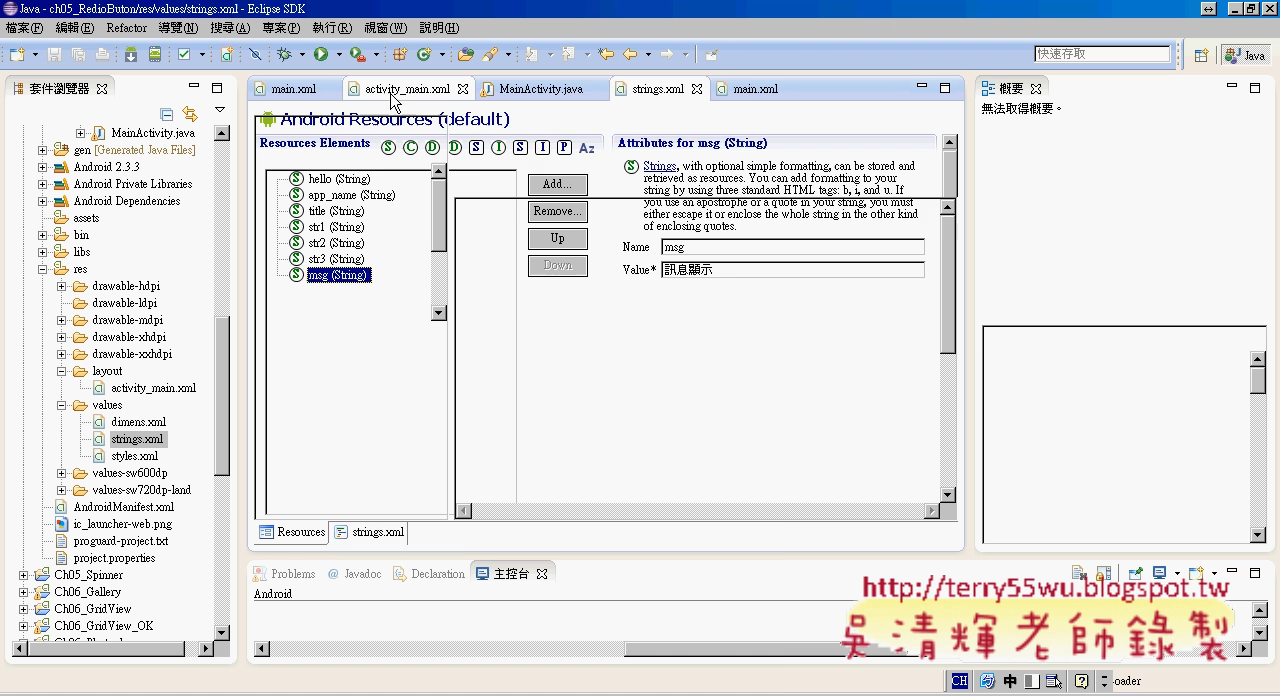 Java - ch05_RedioButon/res/values/strings.xml - Eclipse SDK
檔案(F) 編輯(E) Refactor 導覽(N) 搜尋(A) 專案(P) 執行(R) 視窗(W) 說明(H)
快速存取
Java
套件瀏覽器
MainActivity.java
gen [Generated Java Files]
Android 2.3.3
Android Private Libraries
Android Dependencies
assets
bin
libs
res
drawable-hdpi
drawable-ldpi
drawable-mdpi
drawable-xhdpi
drawable-xxhdpi
layout
activity_main.xml
values
dimens.xml
strings.xml
styles.xml
values-sw600dp
values-sw720dp-land
AndroidManifest.xml
ic_launcher-web.png
proguard-project.txt
project.properties
Ch05_Spinner
Ch06_Gallery
Ch06_GridView
Ch06_GridView_OK
main.xml activity_main.xml MainActivity.java strings.xml main.xml
Android Resources (default)
Resources Elements S C D D S I S I P Az
hello (String)
app_name (String)
title (String)
str1 (String)
str2 (String)
str3 (String)
msg (String)
Add...
Remove...
Up
Down
Attributes for msg (String)
Strings, with optional simple formatting, can be stored and
retrieved as resources. You can add formatting to your
string by using three standard HTML tags: b, i, and u. If
you use an apostrophe or a quote in your string, you must
either escape it or enclose the whole string in the other kind
of enclosing quotes.
Name msg
Value* 訊息顯示
Resources strings.xml
概要
無法取得概要。
Problems @ Javadoc Declaration 主控台
Android
http://terry55wu.blogspot.tw
吳清輝老師錄製
CH 中 oader